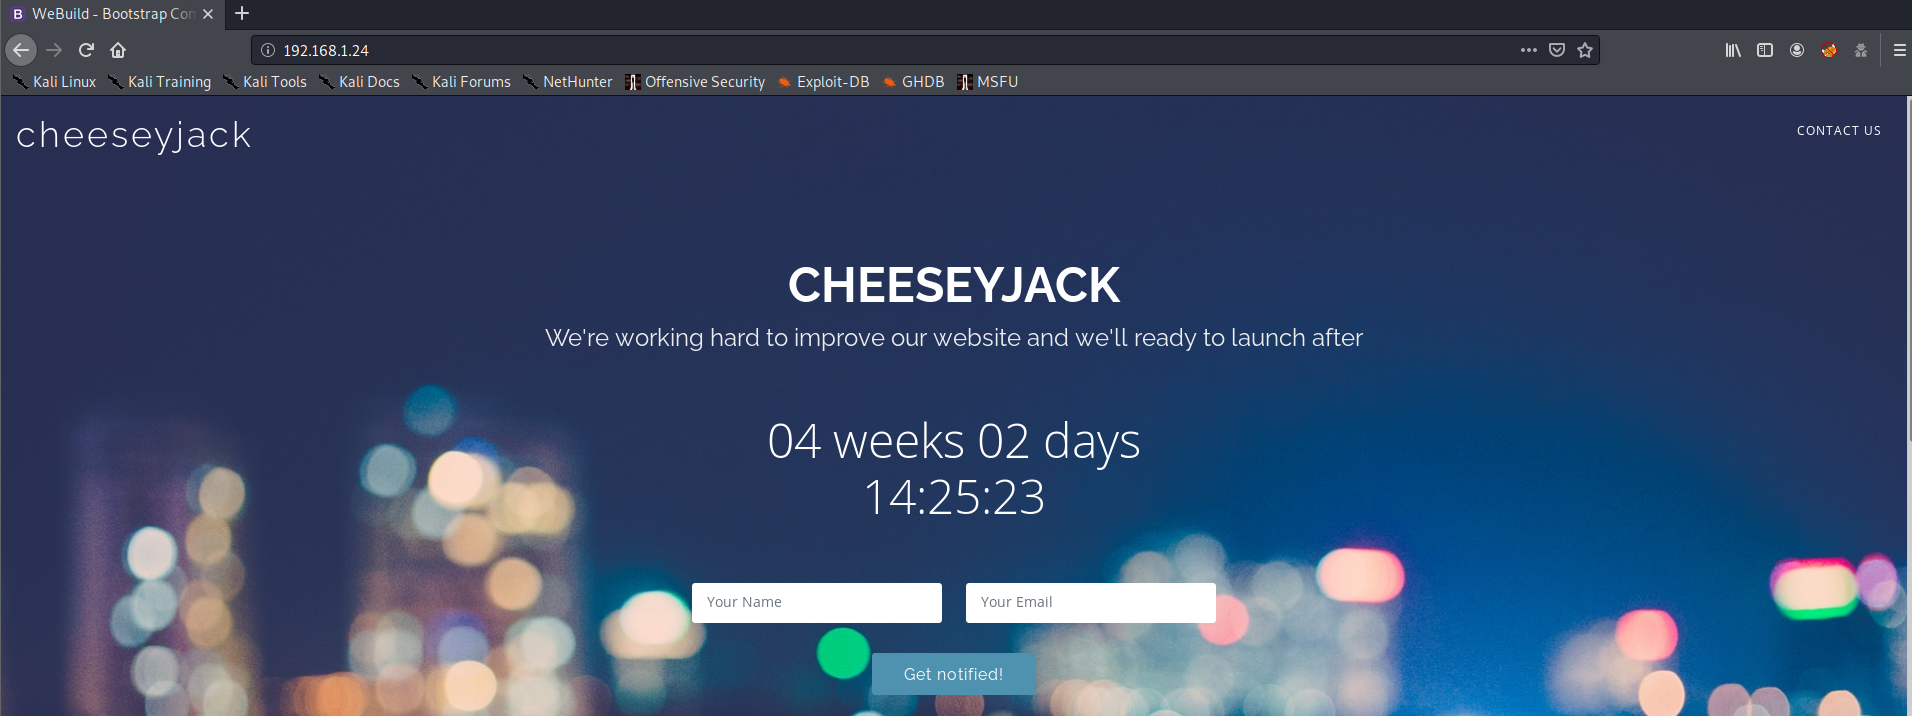 WeBuild - Bootstrap Con
192.168.1.24
Kali Linux Kali Training Kali Tools Kali Docs Kali Forums NetHunter Offensive Security Exploit-DB GHDB MSFU
cheeseyjack
CONTACT US
CHEESEYJACK
We're working hard to improve our website and we'll ready to launch after
04 weeks 02 days
14:25:23
Your Name Your Email
Get notified!